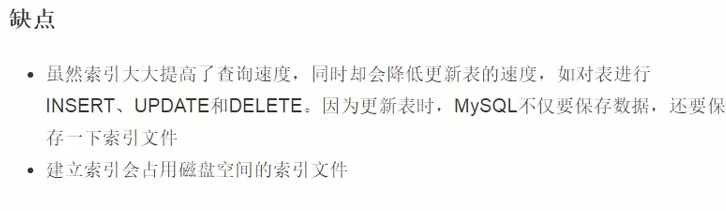 缺点
虽然索引大大提高了查询速度，同时却会降低更新表的速度，如对表进行
INSERT、UPDATE和DELETE。因为更新表时，MySQL不仅要保存数据，还要保
存一下索引文件
建立索引会占用磁盘空间的索引文件